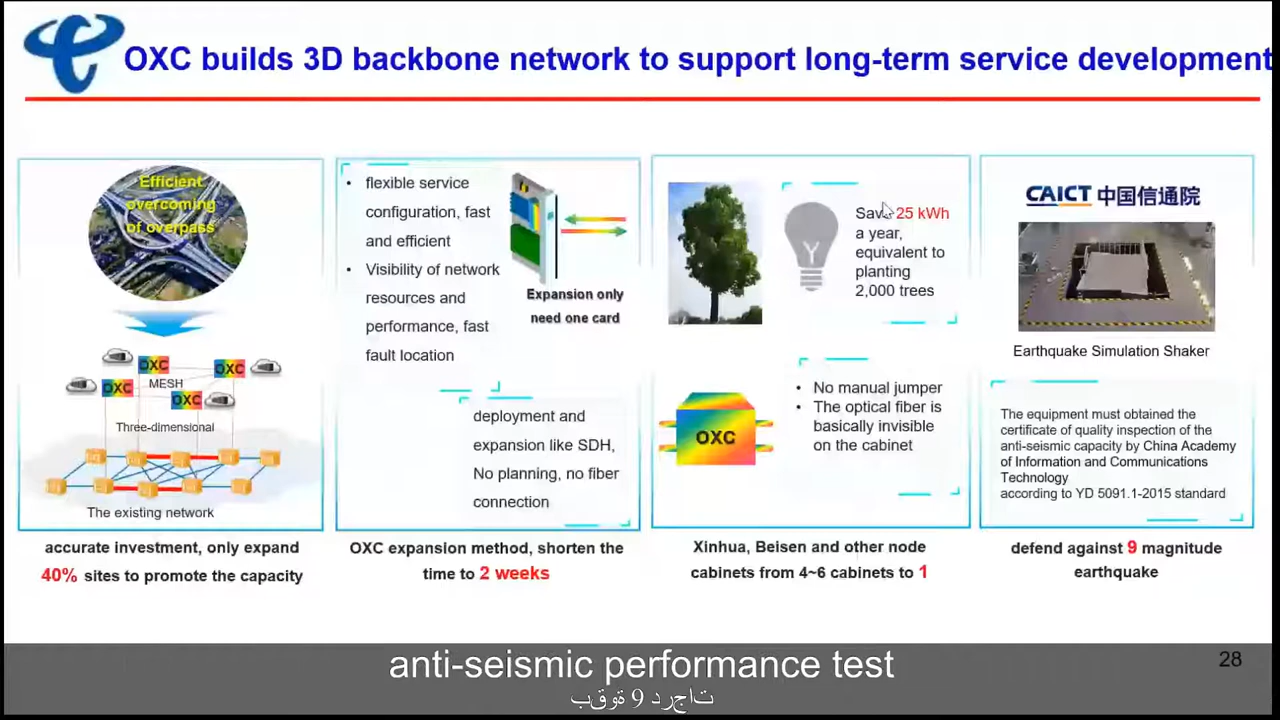 OXC builds 3D backbone network to support long-term service development
Efficient
overcoming
of overpass
OXC
OXC
MESH
OXC
OXC
Three-dimensional
The existing network
accurate investment, only expand
40% sites to promote the capacity
• flexible service
configuration, fast
and efficient
• Visibility of network
resources and
performance, fast
fault location
Expansion only
need one card
deployment and
expansion like SDH,
No planning, no fiber
connection
OXC expansion method, shorten the
time to 2 weeks
Save 25 kWh
a year,
equivalent to
planting
2,000 trees
OXC
• No manual jumper
• The optical fiber is
basically invisible
on the cabinet
Xinhua, Beisen and other node
cabinets from 4~6 cabinets to 1
CAICT 中国信通院
Earthquake Simulation Shaker
The equipment must obtained the
certificate of quality inspection of the
anti-seismic capacity by China Academy
of Information and Communications
Technology
according to YD 5091.1-2015 standard
defend against 9 magnitude
earthquake
28
anti-seismic performance test
بقوة 9 درجات